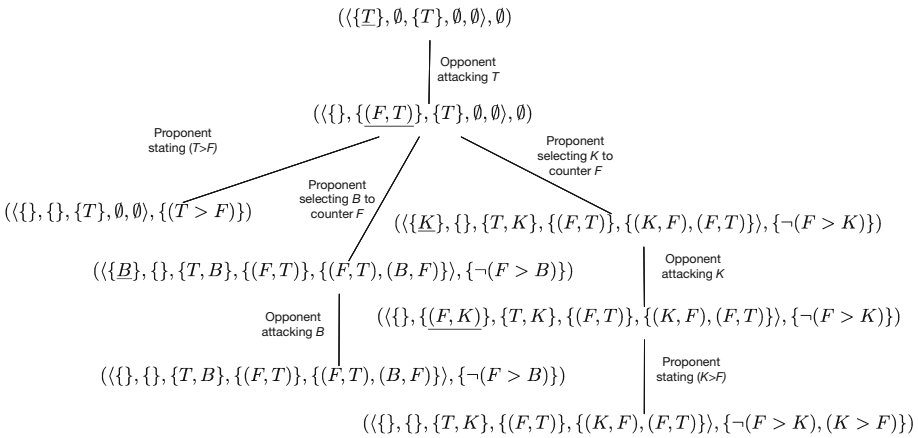 (⟨{T}, ∅, {T}, ∅, ∅⟩, ∅)
Opponent
attacking T
(⟨{}, {(F, T)}, {T}, ∅, ∅⟩, ∅)
Proponent
stating (T>F)
Proponent
selecting B to
counter F
Proponent
selecting K to
counter F
(⟨{}, {}, {T}, ∅, ∅⟩, {(T > F)})
(⟨{K}, {}, {T, K}, {(F, T)}, {(K, F), (F, T)}⟩, {¬(F > K)})
(⟨{B}, {}, {T, B}, {(F, T)}, {(F, T), (B, F)}⟩, {¬(F > B)})
Opponent
attacking K
Opponent
attacking B
(⟨{}, {(F, K)}, {T, K}, {(F, T)}, {(K, F), (F, T)}⟩, {¬(F > K)})
(⟨{}, {}, {T, B}, {(F, T)}, {(F, T), (B, F)}⟩, {¬(F > B)})
Proponent
stating (K>F)
(⟨{}, {}, {T, K}, {(F, T)}, {(K, F), (F, T)}⟩, {¬(F > K), (K > F)})